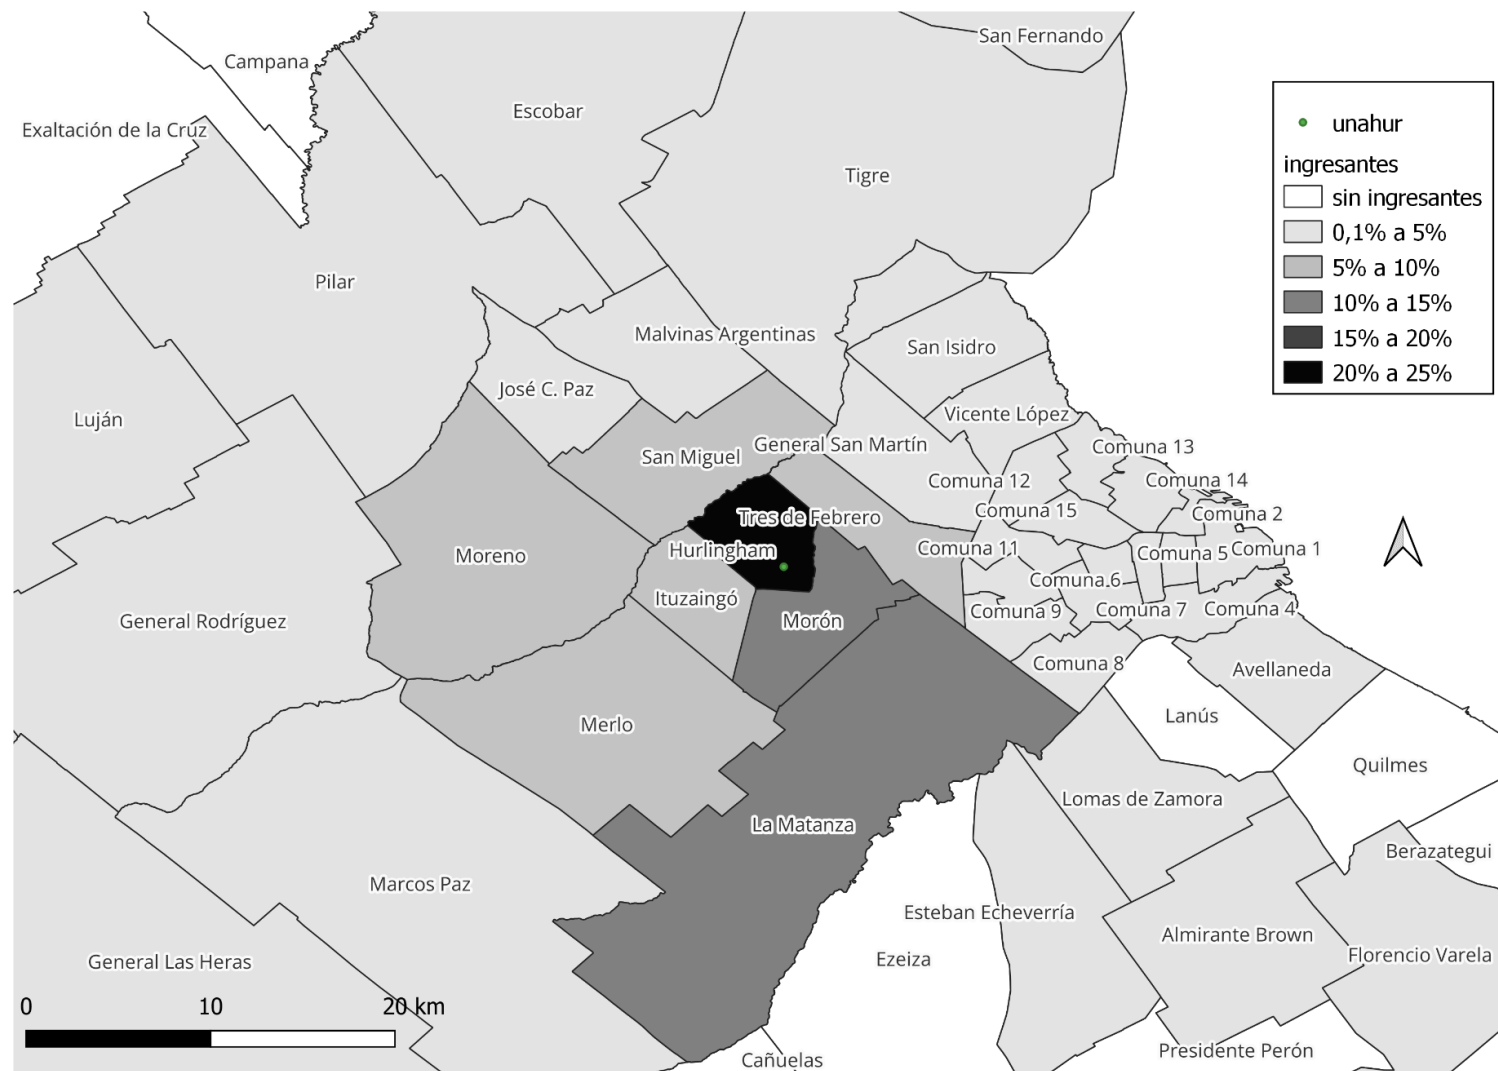 San Fernando
Campana
Escobar
Exaltación de la Cruz
Tigre
unahur
ingresantes
sin ingresantes
0,1% a 5%
5% a 10%
10% a 15%
15% a 20%
20% a 25%
Pilar
Malvinas Argentinas
San Isidro
José C. Paz
Luján
Vicente López
General San Martín
Comuna 13
San Miguel
Comuna 12
Comuna 14
Comuna 15
Comuna 2
Tres de Febrero
Hurlingham
Comuna 11
Comuna 5
Comuna 1
Moreno
Comuna 6
Ituzaingó
Comuna 9
Comuna 7
Comuna 4
General Rodríguez
Morón
Comuna 8
Avellaneda
Lanús
Merlo
Quilmes
Lomas de Zamora
La Matanza
Berazategui
Marcos Paz
Esteban Echeverría
Almirante Brown
Ezeiza
Florencio Varela
General Las Heras
0 10 20 km
Cañuelas
Presidente Perón